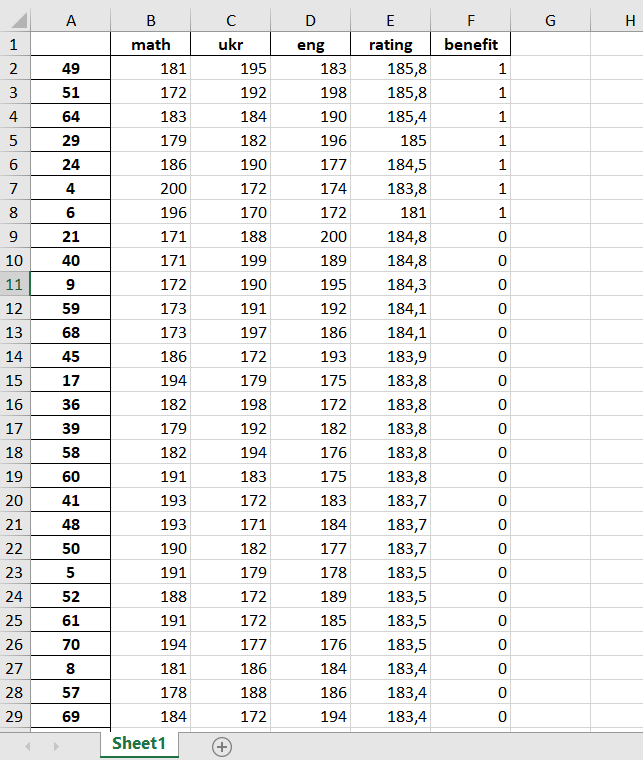 A B C D E F G H
1 math ukr eng rating benefit
2 49 181 195 183 185,8 1
3 51 172 192 198 185,8 1
4 64 183 184 190 185,4 1
5 29 179 182 196 185 1
6 24 186 190 177 184,5 1
7 4 200 172 174 183,8 1
8 6 196 170 172 181 1
9 21 171 188 200 184,8 0
10 40 171 199 189 184,8 0
11 9 172 190 195 184,3 0
12 59 173 191 192 184,1 0
13 68 173 197 186 184,1 0
14 45 186 172 193 183,9 0
15 17 194 179 175 183,8 0
16 36 182 198 172 183,8 0
17 39 179 192 182 183,8 0
18 58 182 194 176 183,8 0
19 60 191 183 175 183,8 0
20 41 193 172 183 183,7 0
21 48 193 171 184 183,7 0
22 50 190 182 177 183,7 0
23 5 191 179 178 183,5 0
24 52 188 172 189 183,5 0
25 61 191 172 185 183,5 0
26 70 194 177 176 183,5 0
27 8 181 186 184 183,4 0
28 57 178 188 186 183,4 0
29 69 184 172 194 183,4 0
Sheet1